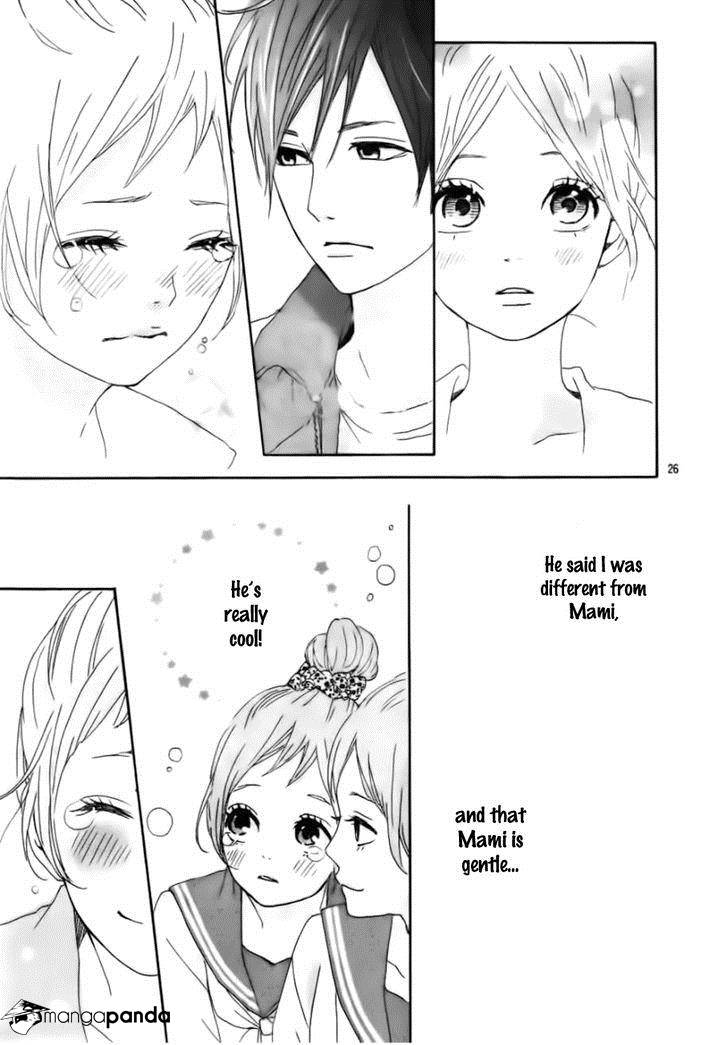 26
He said I was
different from
Mami,
and that
Mami is
gentle...
He's
really
cool!
mangapanda